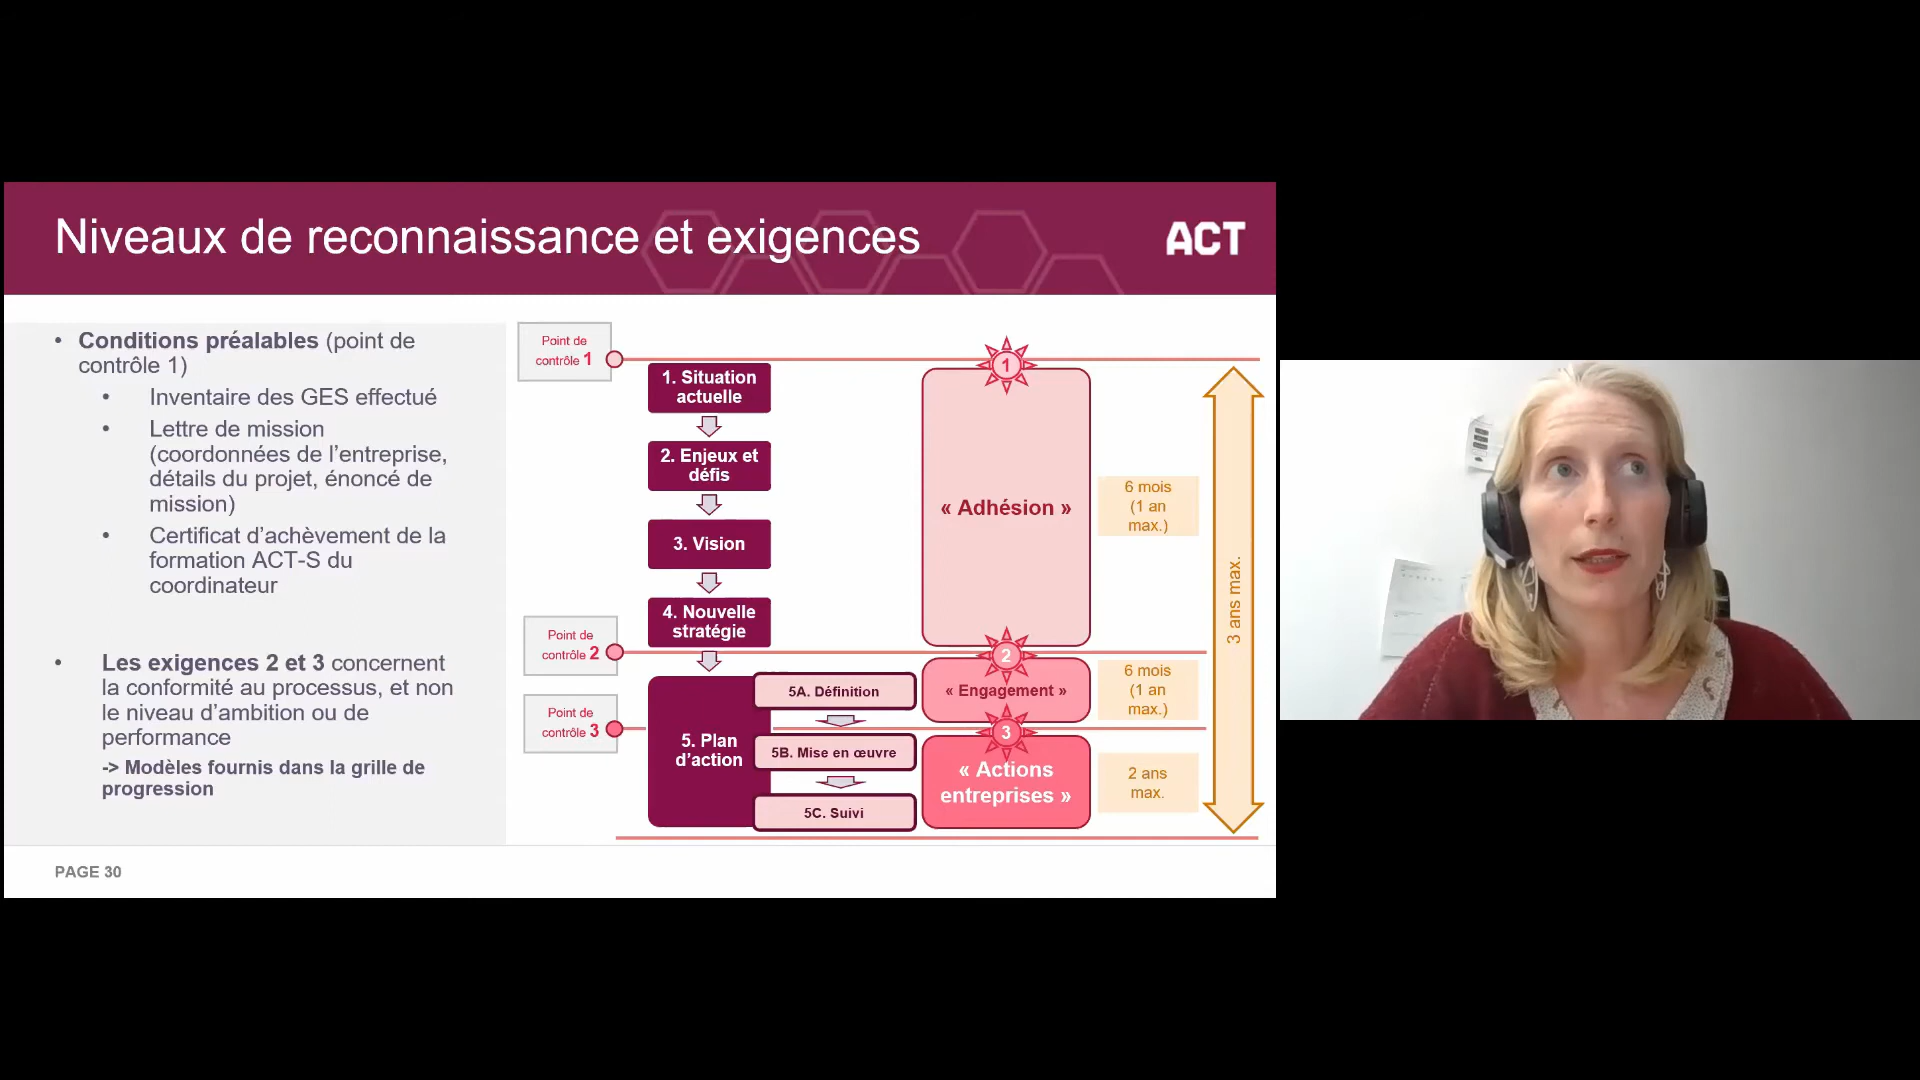 Niveaux de reconnaissance et exigences
ACT
• Conditions préalables (point de
contrôle 1)
• Inventaire des GES effectué
• Lettre de mission
(coordonnées de l’entreprise,
détails du projet, énoncé de
mission)
• Certificat d’achèvement de la
formation ACT-S du
coordinateur
• Les exigences 2 et 3 concernent
la conformité au processus, et non
le niveau d’ambition ou de
performance
-> Modèles fournis dans la grille de
progression
Point de
contrôle 1
1. Situation
actuelle
2. Enjeux et
défis
3. Vision
4. Nouvelle
stratégie
Point de
contrôle 2
Point de
contrôle 3
5. Plan
d’action
5A. Définition
5B. Mise en œuvre
5C. Suivi
1
« Adhésion »
2
« Engagement »
3
« Actions
entreprises »
6 mois
(1 an
max.)
6 mois
(1 an
max.)
2 ans
max.
3 ans max.
PAGE 30